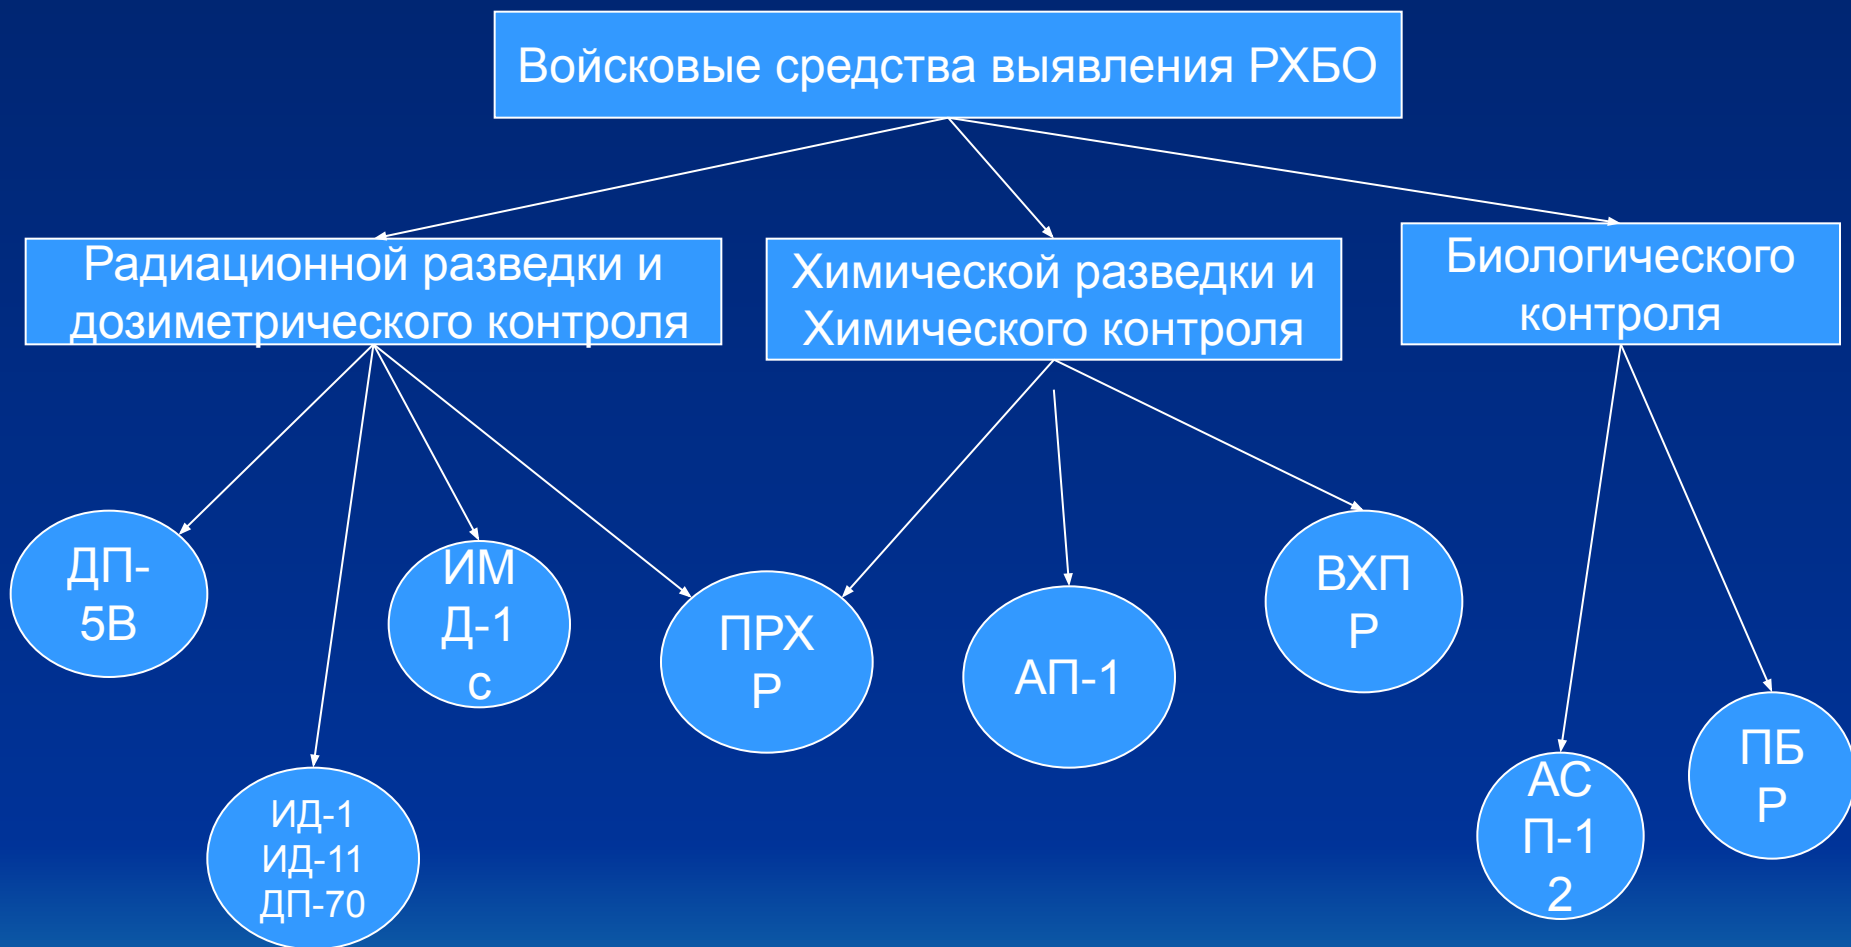 Войсковые средства выявления РХБО
Радиационной разведки и
дозиметрического контроля
Химической разведки и
Химического контроля
Биологического
контроля
ДП-
5В
ИМ
Д-1
с
ПРХ
Р
АП-1
ВХП
Р
ИД-1
ИД-11
ДП-70
АС
П-1
2
ПБ
Р